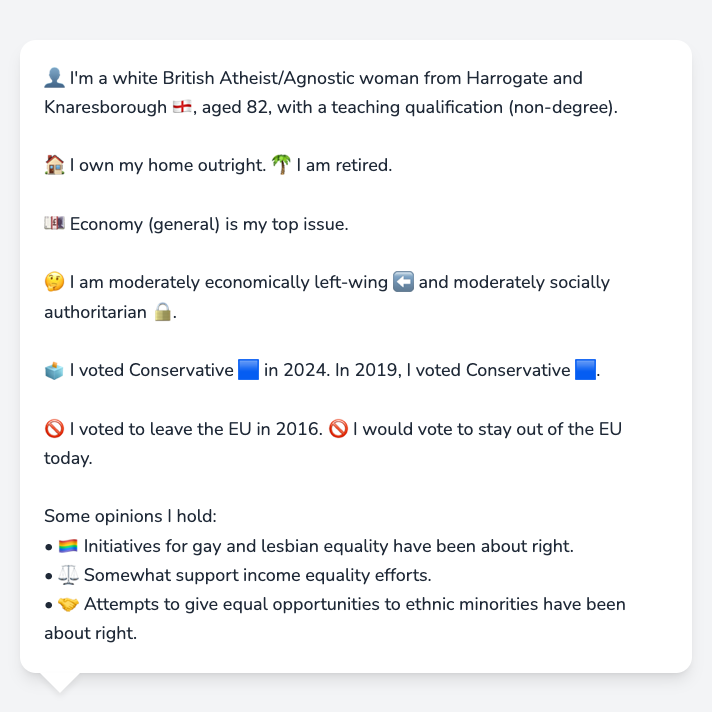 👤 I'm a white British Atheist/Agnostic woman from Harrogate and
Knaresborough 🏴󠁧󠁢󠁥󠁮󠁧󠁿, aged 82, with a teaching qualification (non-degree).
🏠 I own my home outright. 🌴 I am retired.
💷 Economy (general) is my top issue.
🤔 I am moderately economically left-wing ⬅️ and moderately socially
authoritarian 🔒.
🗳️ I voted Conservative 🟦 in 2024. In 2019, I voted Conservative 🟦.
🚫 I voted to leave the EU in 2016. 🚫 I would vote to stay out of the EU
today.
Some opinions I hold:
• 🏳️‍🌈 Initiatives for gay and lesbian equality have been about right.
• ⚖️ Somewhat support income equality efforts.
• 🤝 Attempts to give equal opportunities to ethnic minorities have been
about right.